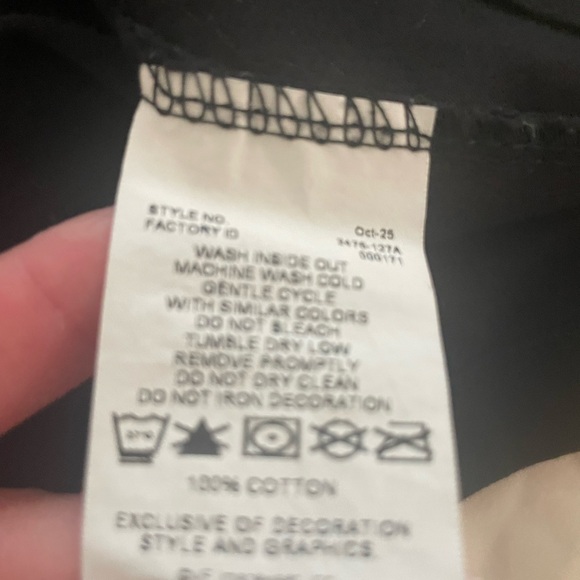 Oct-25
STYLE NO. 3476-127A
FACTORY ID 000171
WASH INSIDE OUT
MACHINE WASH COLD
GENTLE CYCLE
WITH SIMILAR COLORS
DO NOT BLEACH
TUMBLE DRY LOW
REMOVE PROMPTLY
DO NOT DRY CLEAN
DO NOT IRON DECORATION
100% COTTON
EXCLUSIVE OF DECORATION
STYLE AND GRAPHICS